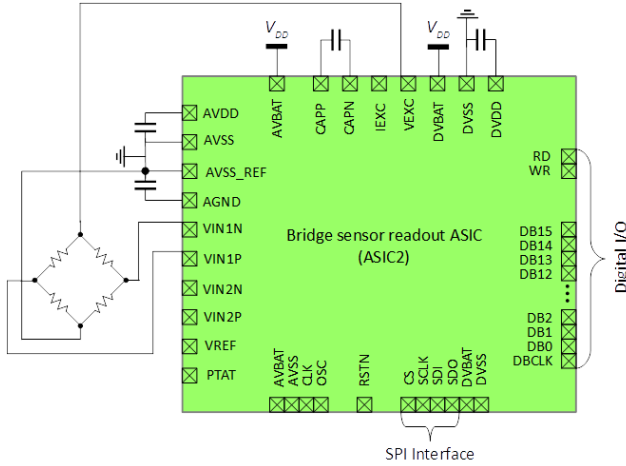 V_DD
V_DD
AVBAT
CAPP
CAPN
IEXC
VEXC
DVBAT
DVSS
DVDD
AVDD
AVSS
AVSS_REF
AGND
VIN1N
VIN1P
VIN2N
VIN2P
VREF
PTAT
Bridge sensor readout ASIC
(ASIC2)
RD
WR
DB15
DB14
DB13
DB12
DB2
DB1
DB0
DBCLK
Digital I/O
AVBAT
AVSS
CLK
OSC
RSTN
CS
SCLK
SDI
SDO
DVBAT
DVSS
SPI Interface